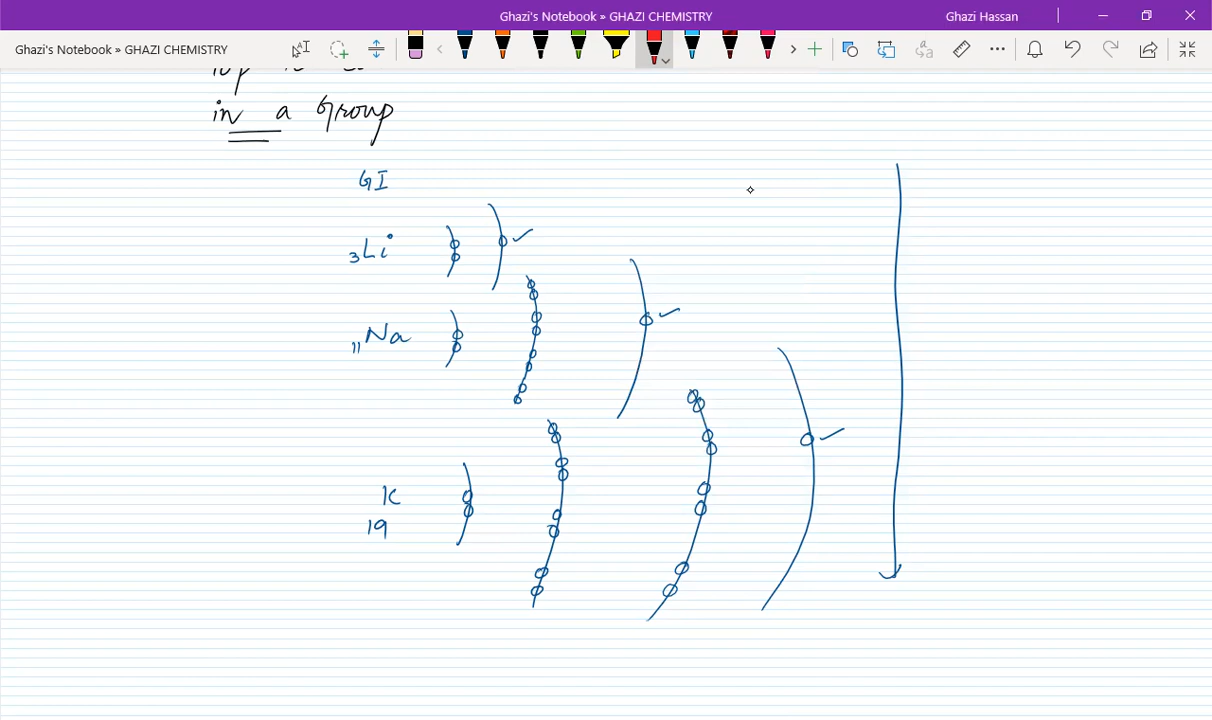 Ghazi's Notebook » GHAZI CHEMISTRY
Ghazi Hassan
Ghazi's Notebook » GHAZI CHEMISTRY
in a Group
GI
3Li
11Na
K
19